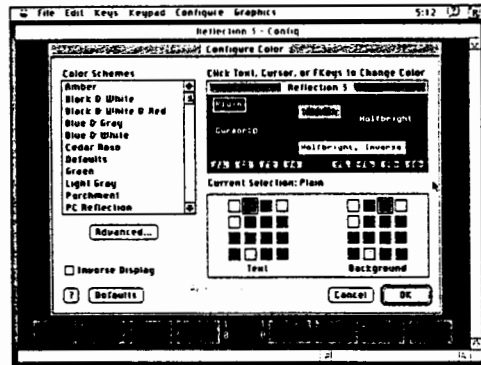 File Edit Keys Keypad Configure Graphics 5:12
Reflection 5 - Config
Configure Color
Color Schemes
Click Text, Cursor, or FKeys to Change Color
Amber
Black & White
Black & White & Red
Blue & Gray
Blue & White
Cedar Rose
Defaults
Green
Light Gray
Parchment
PC Reflection
Reflection 5
Plain
Halfbright
Halfbright, Inverse
Current Selection: Plain
Advanced...
Inverse Display
Text Background
? Defaults Cancel OK